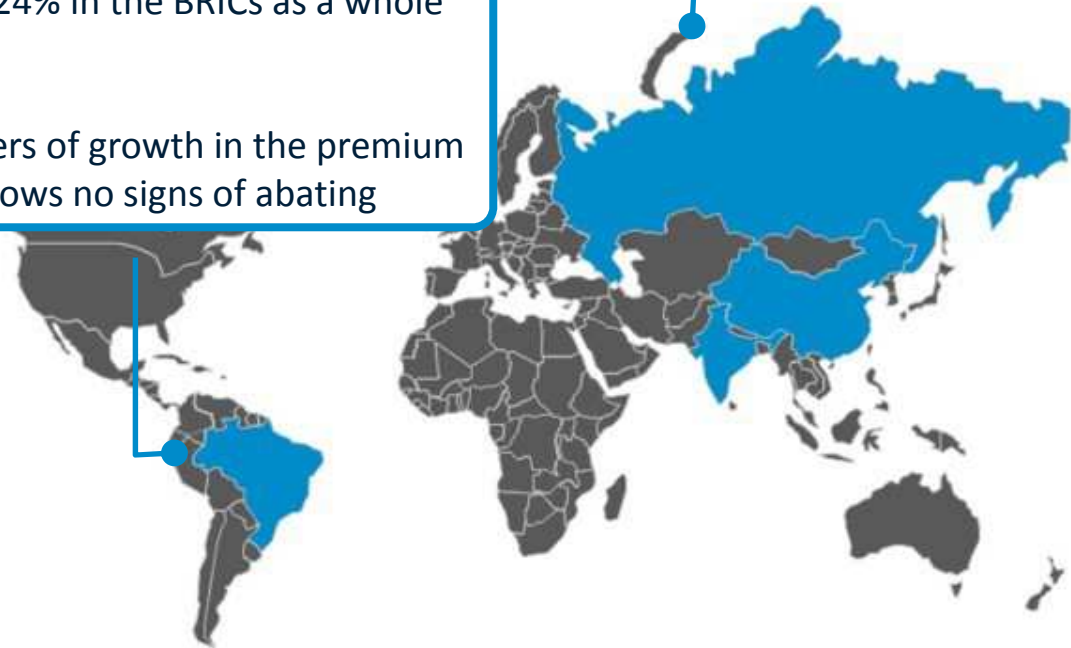 24% in the BRICs as a whole
ers of growth in the premium
ows no signs of abating